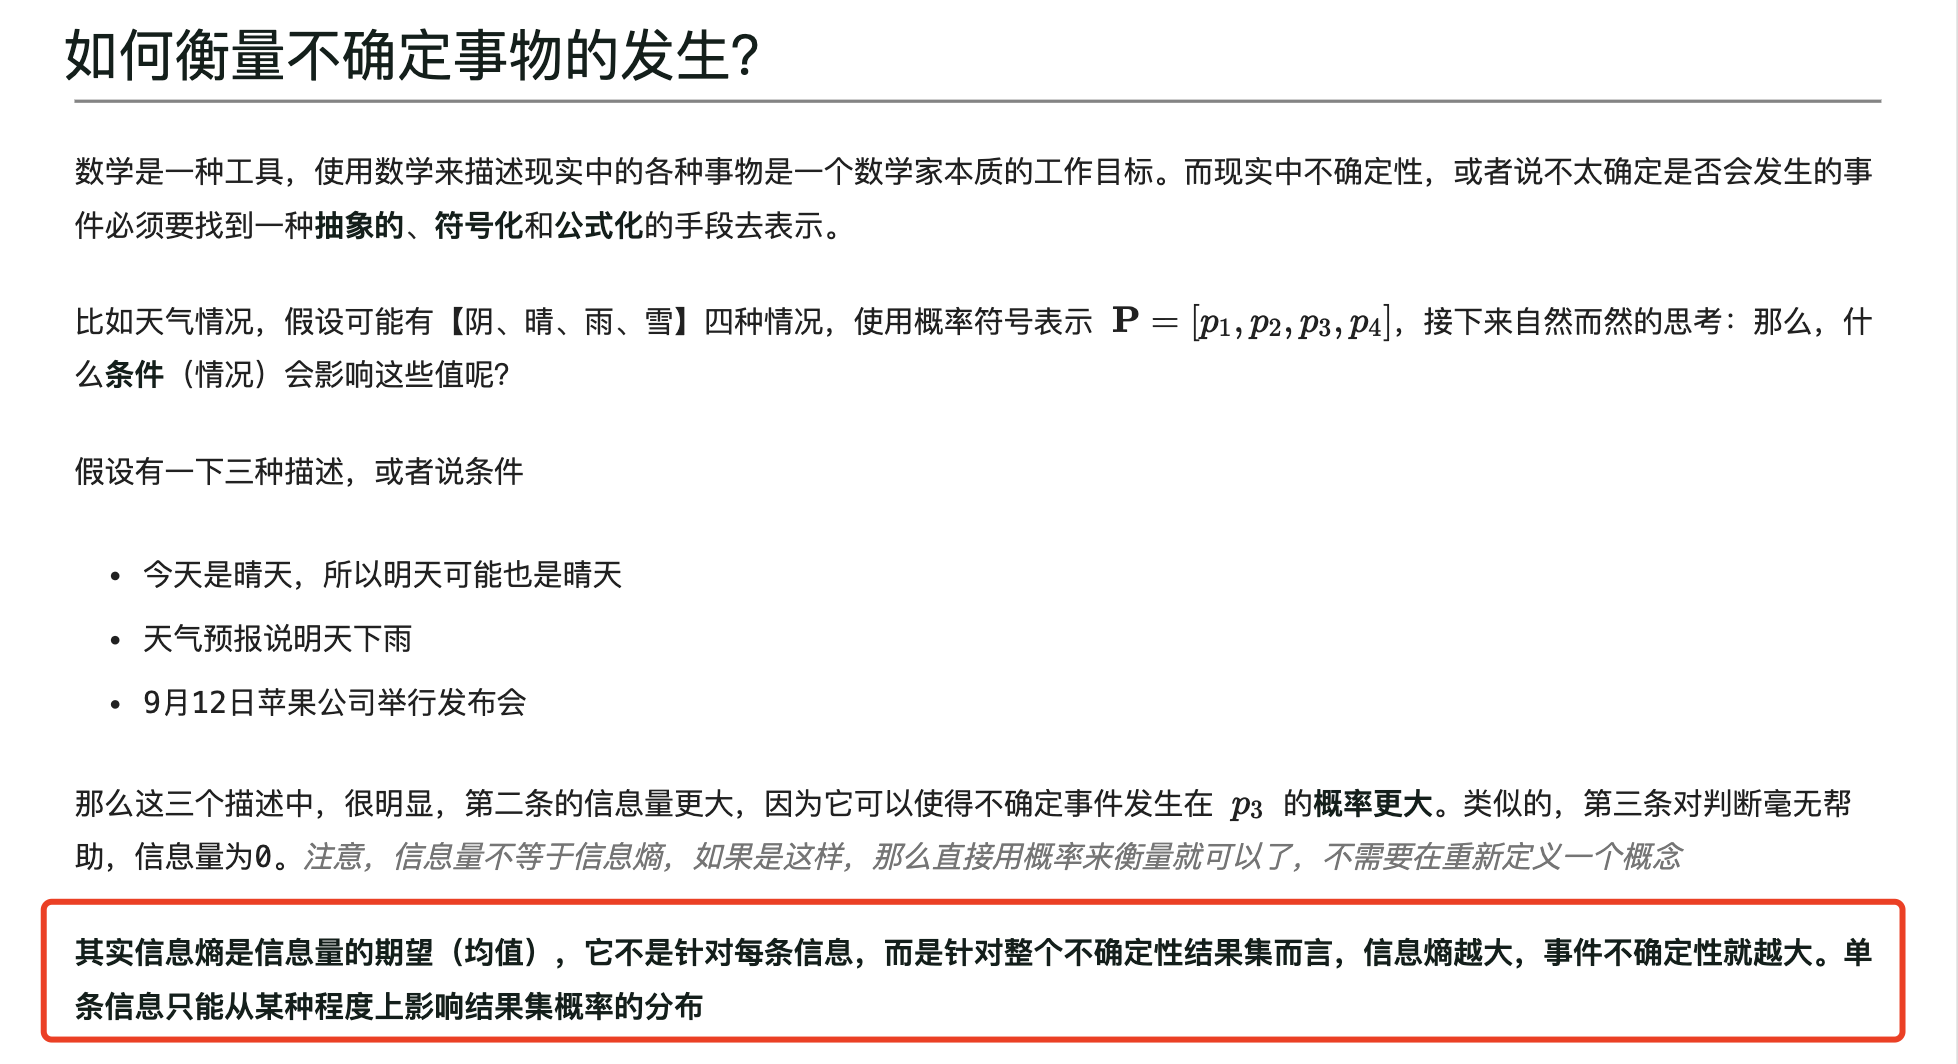 如何衡量不确定事物的发生?
数学是一种工具，使用数学来描述现实中的各种事物是一个数学家本质的工作目标。而现实中不确定性，或者说不太确定是否会发生的事
件必须要找到一种抽象的、符号化和公式化的手段去表示。
比如天气情况，假设可能有【阴、晴、雨、雪】四种情况，使用概率符号表示 P = [p₁, p₂, p₃, p₄]，接下来自然而然的思考：那么，什
么条件（情况）会影响这些值呢?
假设有一下三种描述，或者说条件
• 今天是晴天，所以明天可能也是晴天
• 天气预报说明天下雨
• 9月12日苹果公司举行发布会
那么这三个描述中，很明显，第二条的信息量更大，因为它可以使得不确定事件发生在 p₃ 的概率更大。类似的，第三条对判断毫无帮
助，信息量为0。注意，信息量不等于信息熵，如果是这样，那么直接用概率来衡量就可以了，不需要在重新定义一个概念
其实信息熵是信息量的期望（均值），它不是针对每条信息，而是针对整个不确定性结果集而言，信息熵越大，事件不确定性就越大。单
条信息只能从某种程度上影响结果集概率的分布